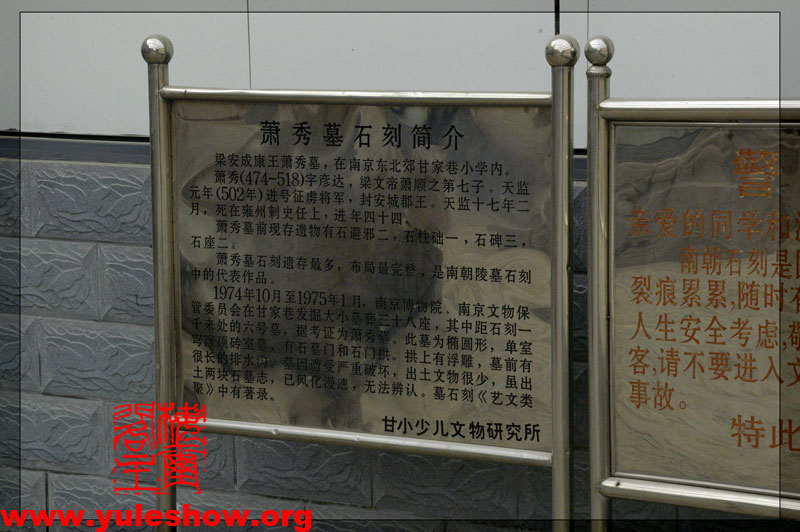 萧秀墓石刻简介
梁安成康王萧秀墓，在南京东北郊甘家巷小学内。
萧秀(474-518)字彦达，梁文帝萧顺之第七子。天监
元年(502年)进号征虏将军，封安城郡王。天监十七年二
月，死在雍州刺史任上，进年四十四。
萧秀墓前现存遗物有石避邪二，石柱础一，石碑三，
石座二。
萧秀墓石刻遗存最多，布局最完整，是南朝陵墓石刻
中的代表作品。
1974年10月至1975年1月，南京博物院、南京文物保
管委员会在甘家巷发掘大小墓葬三十八座，其中距石刻一
千来处的六号墓，据考证为萧秀墓。此墓为椭圆形，单室
穹窿顶砖室墓，有石墓门和石门拱。拱上有浮雕，墓前有
很长的排水沟。墓因遭受严重破坏，出土文物很少，虽出
土两块石墓志，已风化漫漶，无法辨认。墓石刻《艺文类
聚》中有著录。
甘小少儿文物研究所
警
亲爱的同学和
南朝石刻是国
裂痕累累,随时有
人生安全考虑,敬
客,请不要进入文
事故。
特此
www.yuleshow.org